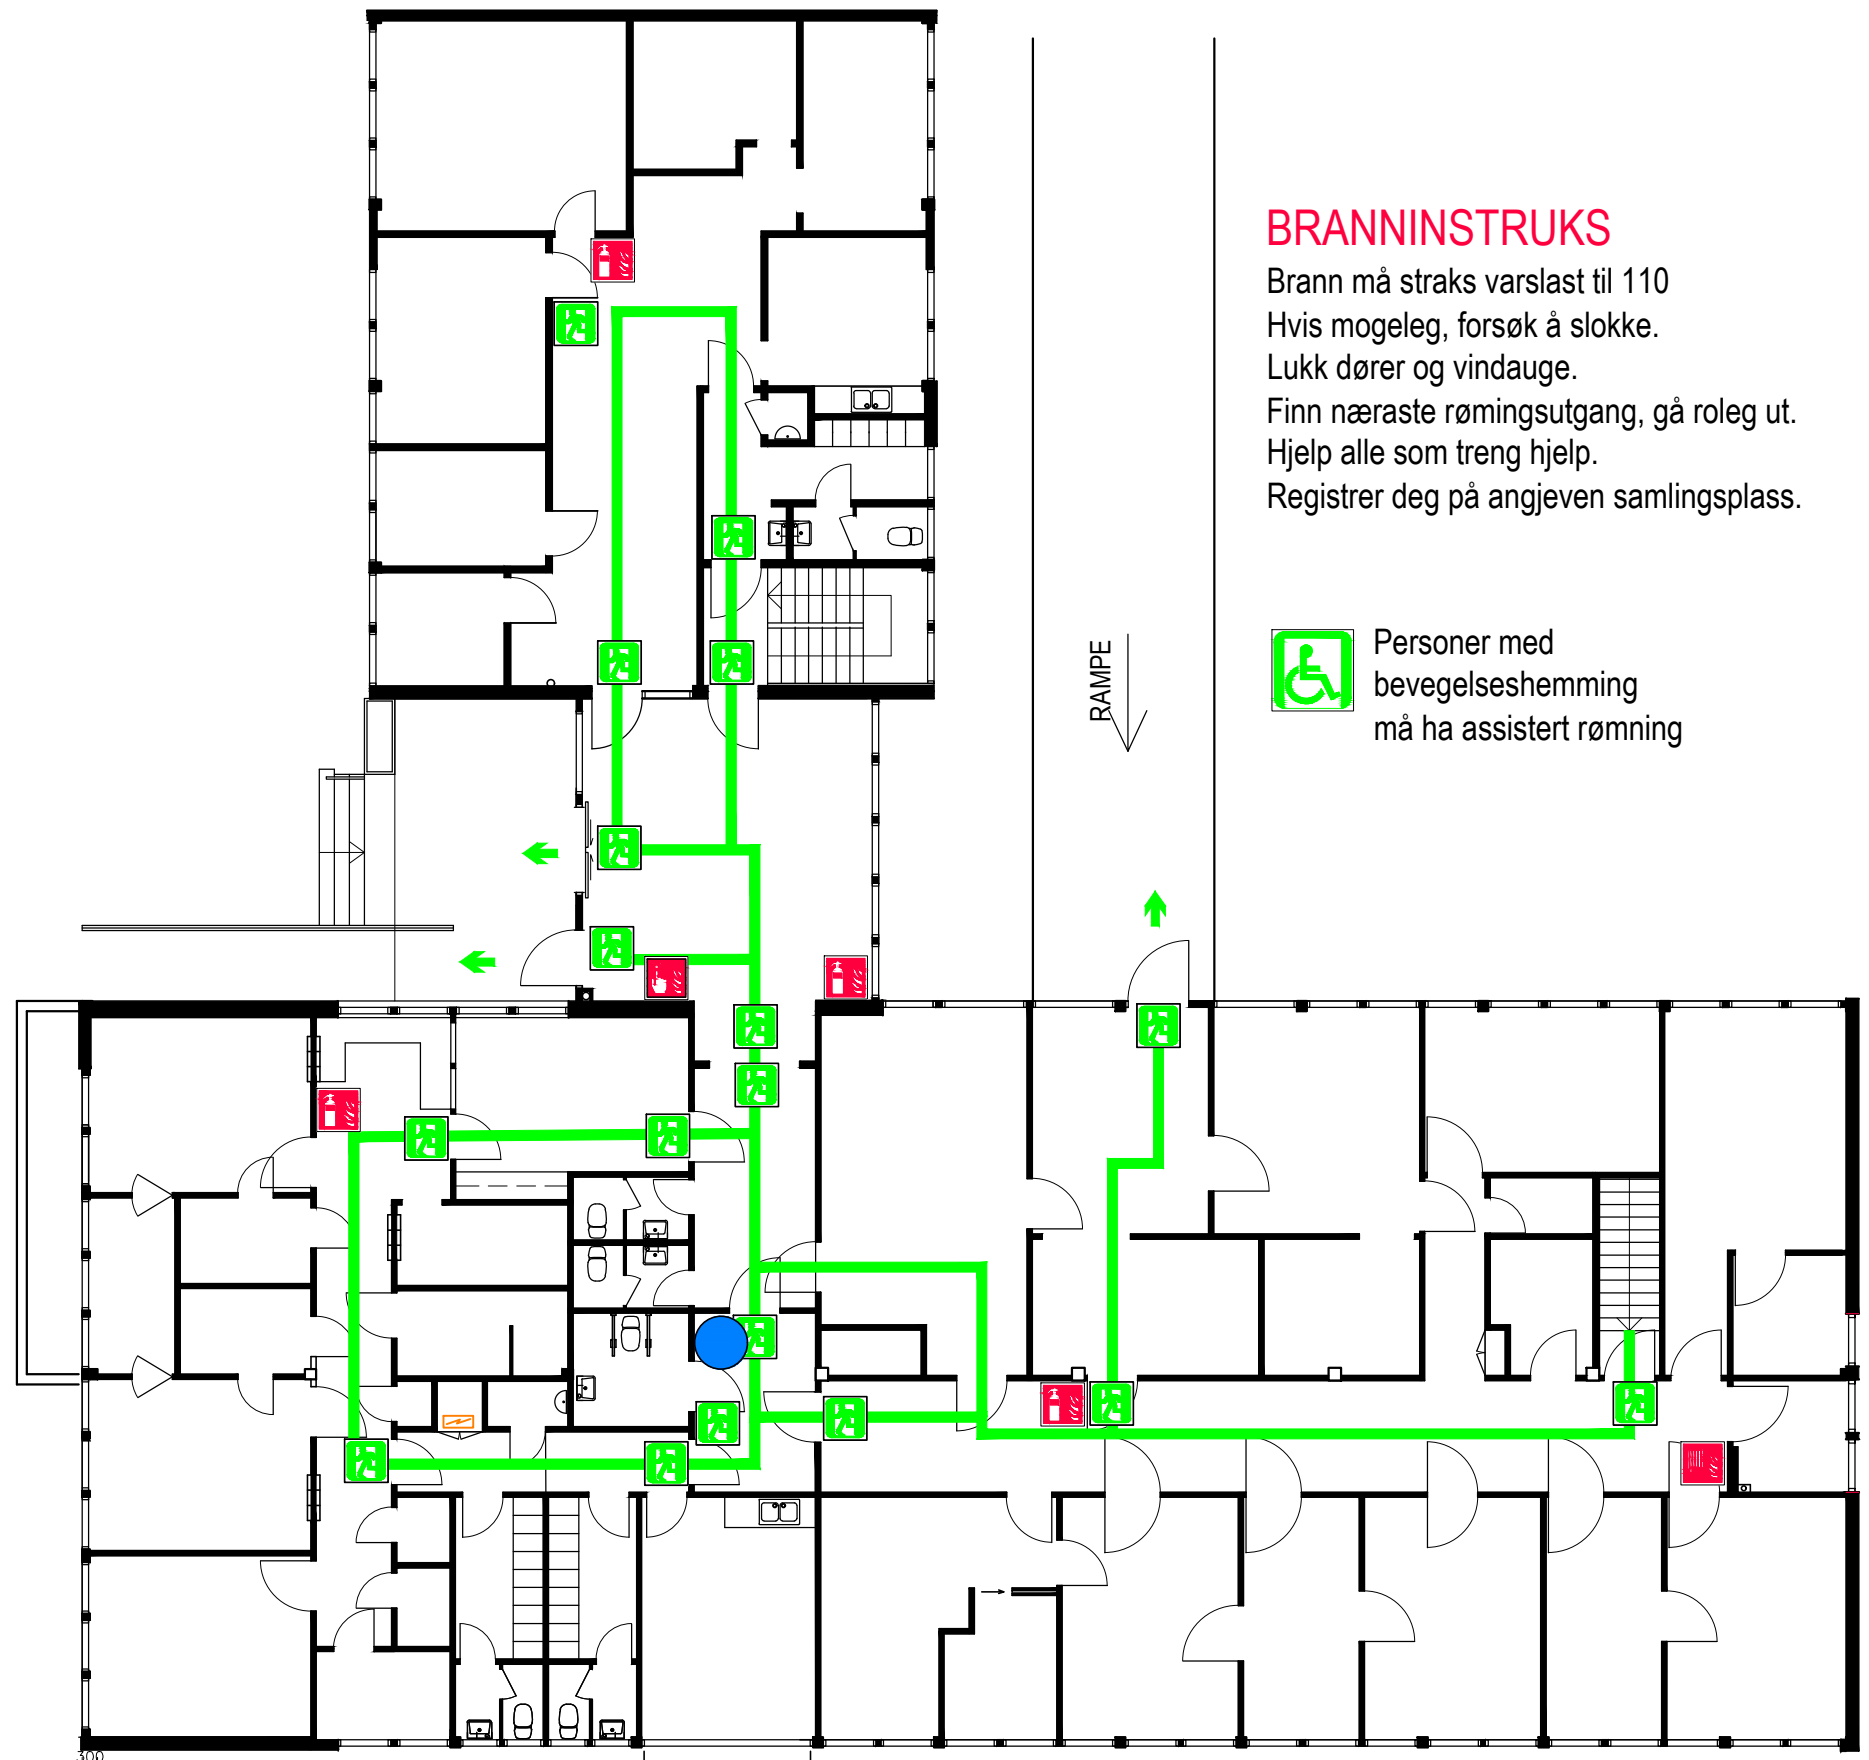 BRANNINSTRUKS
Brann må straks varslast til 110
Hvis mogeleg, forsøk å slokke.
Lukk dører og vindauge.
Finn næraste rømingsutgang, gå roleg ut.
Hjelp alle som treng hjelp.
Registrer deg på angjeven samlingsplass.
Personer med
bevegelseshemming
må ha assistert rømning
RAMPE
300